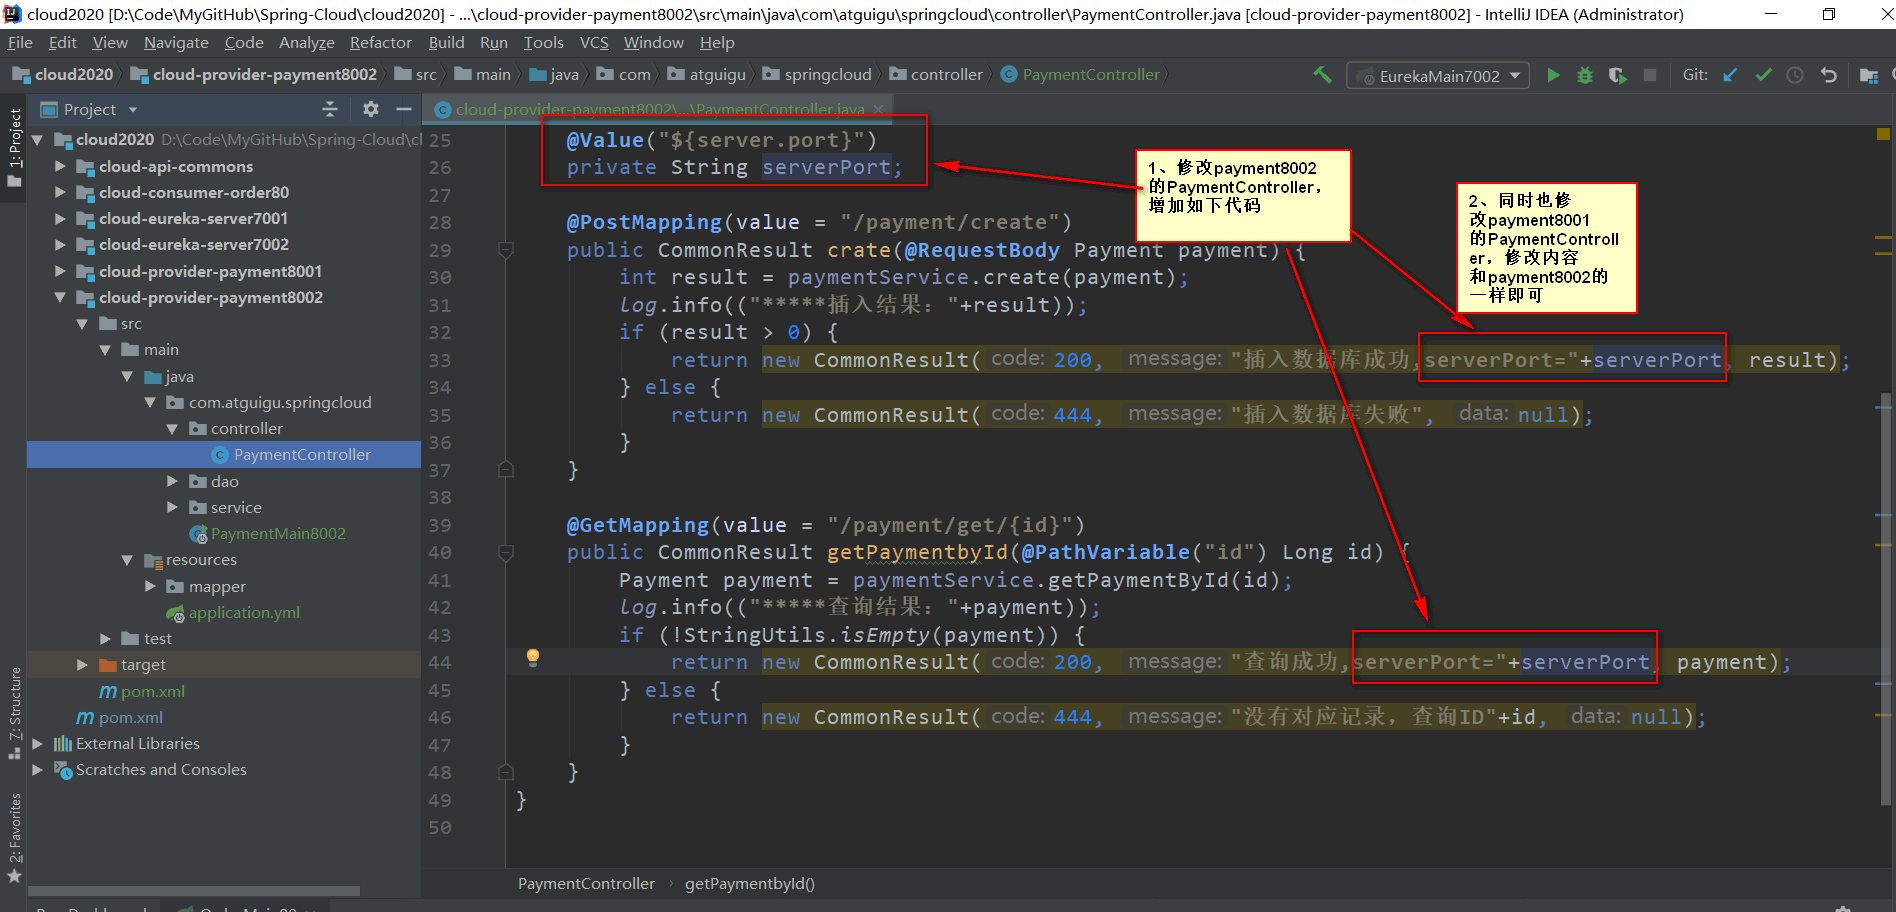 cloud2020 [D:\Code\MyGitHub\Spring-Cloud\cloud2020] - ...\cloud-provider-payment8002\src\main\java\com\atguigu\springcloud\controller\PaymentController.java [cloud-provider-payment8002] - IntelliJ IDEA (Administrator)
File Edit View Navigate Code Analyze Refactor Build Run Tools VCS Window Help
cloud2020 cloud-provider-payment8002 src main java com atguigu springcloud controller PaymentController EurekaMain7002 Git:
1: Project
Project
cloud-provider-payment8002\...\PaymentController.java
cloud2020 D:\Code\MyGitHub\Spring-Cloud\cl
cloud-api-commons
cloud-consumer-order80
cloud-eureka-server7001
cloud-eureka-server7002
cloud-provider-payment8001
cloud-provider-payment8002
src
main
java
com.atguigu.springcloud
controller
PaymentController
dao
service
PaymentMain8002
resources
mapper
application.yml
test
target
pom.xml
pom.xml
External Libraries
Scratches and Consoles
7: Structure
2: Favorites
25 @Value("${server.port}")
26 private String serverPort;
27
28 @PostMapping(value = "/payment/create")
29 public CommonResult crate(@RequestBody Payment payment) {
30 int result = paymentService.create(payment);
31 log.info(("*****插入结果："+result));
32 if (result > 0) {
33 return new CommonResult( code: 200, message: "插入数据库成功,serverPort="+serverPort, result);
34 } else {
35 return new CommonResult( code: 444, message: "插入数据库失败", data: null);
36 }
37 }
38
39 @GetMapping(value = "/payment/get/{id}")
40 public CommonResult getPaymentbyId(@PathVariable("id") Long id) {
41 Payment payment = paymentService.getPaymentById(id);
42 log.info(("*****查询结果："+payment));
43 if (!StringUtils.isEmpty(payment)) {
44 return new CommonResult( code: 200, message: "查询成功,serverPort="+serverPort, payment);
45 } else {
46 return new CommonResult( code: 444, message: "没有对应记录，查询ID"+id, data: null);
47 }
48 }
49 }
50
1、修改payment8002
的PaymentController，
增加如下代码
2、同时也修
改payment8001
的PaymentControll
er，修改内容
和payment8002的
一样即可
PaymentController › getPaymentbyId()